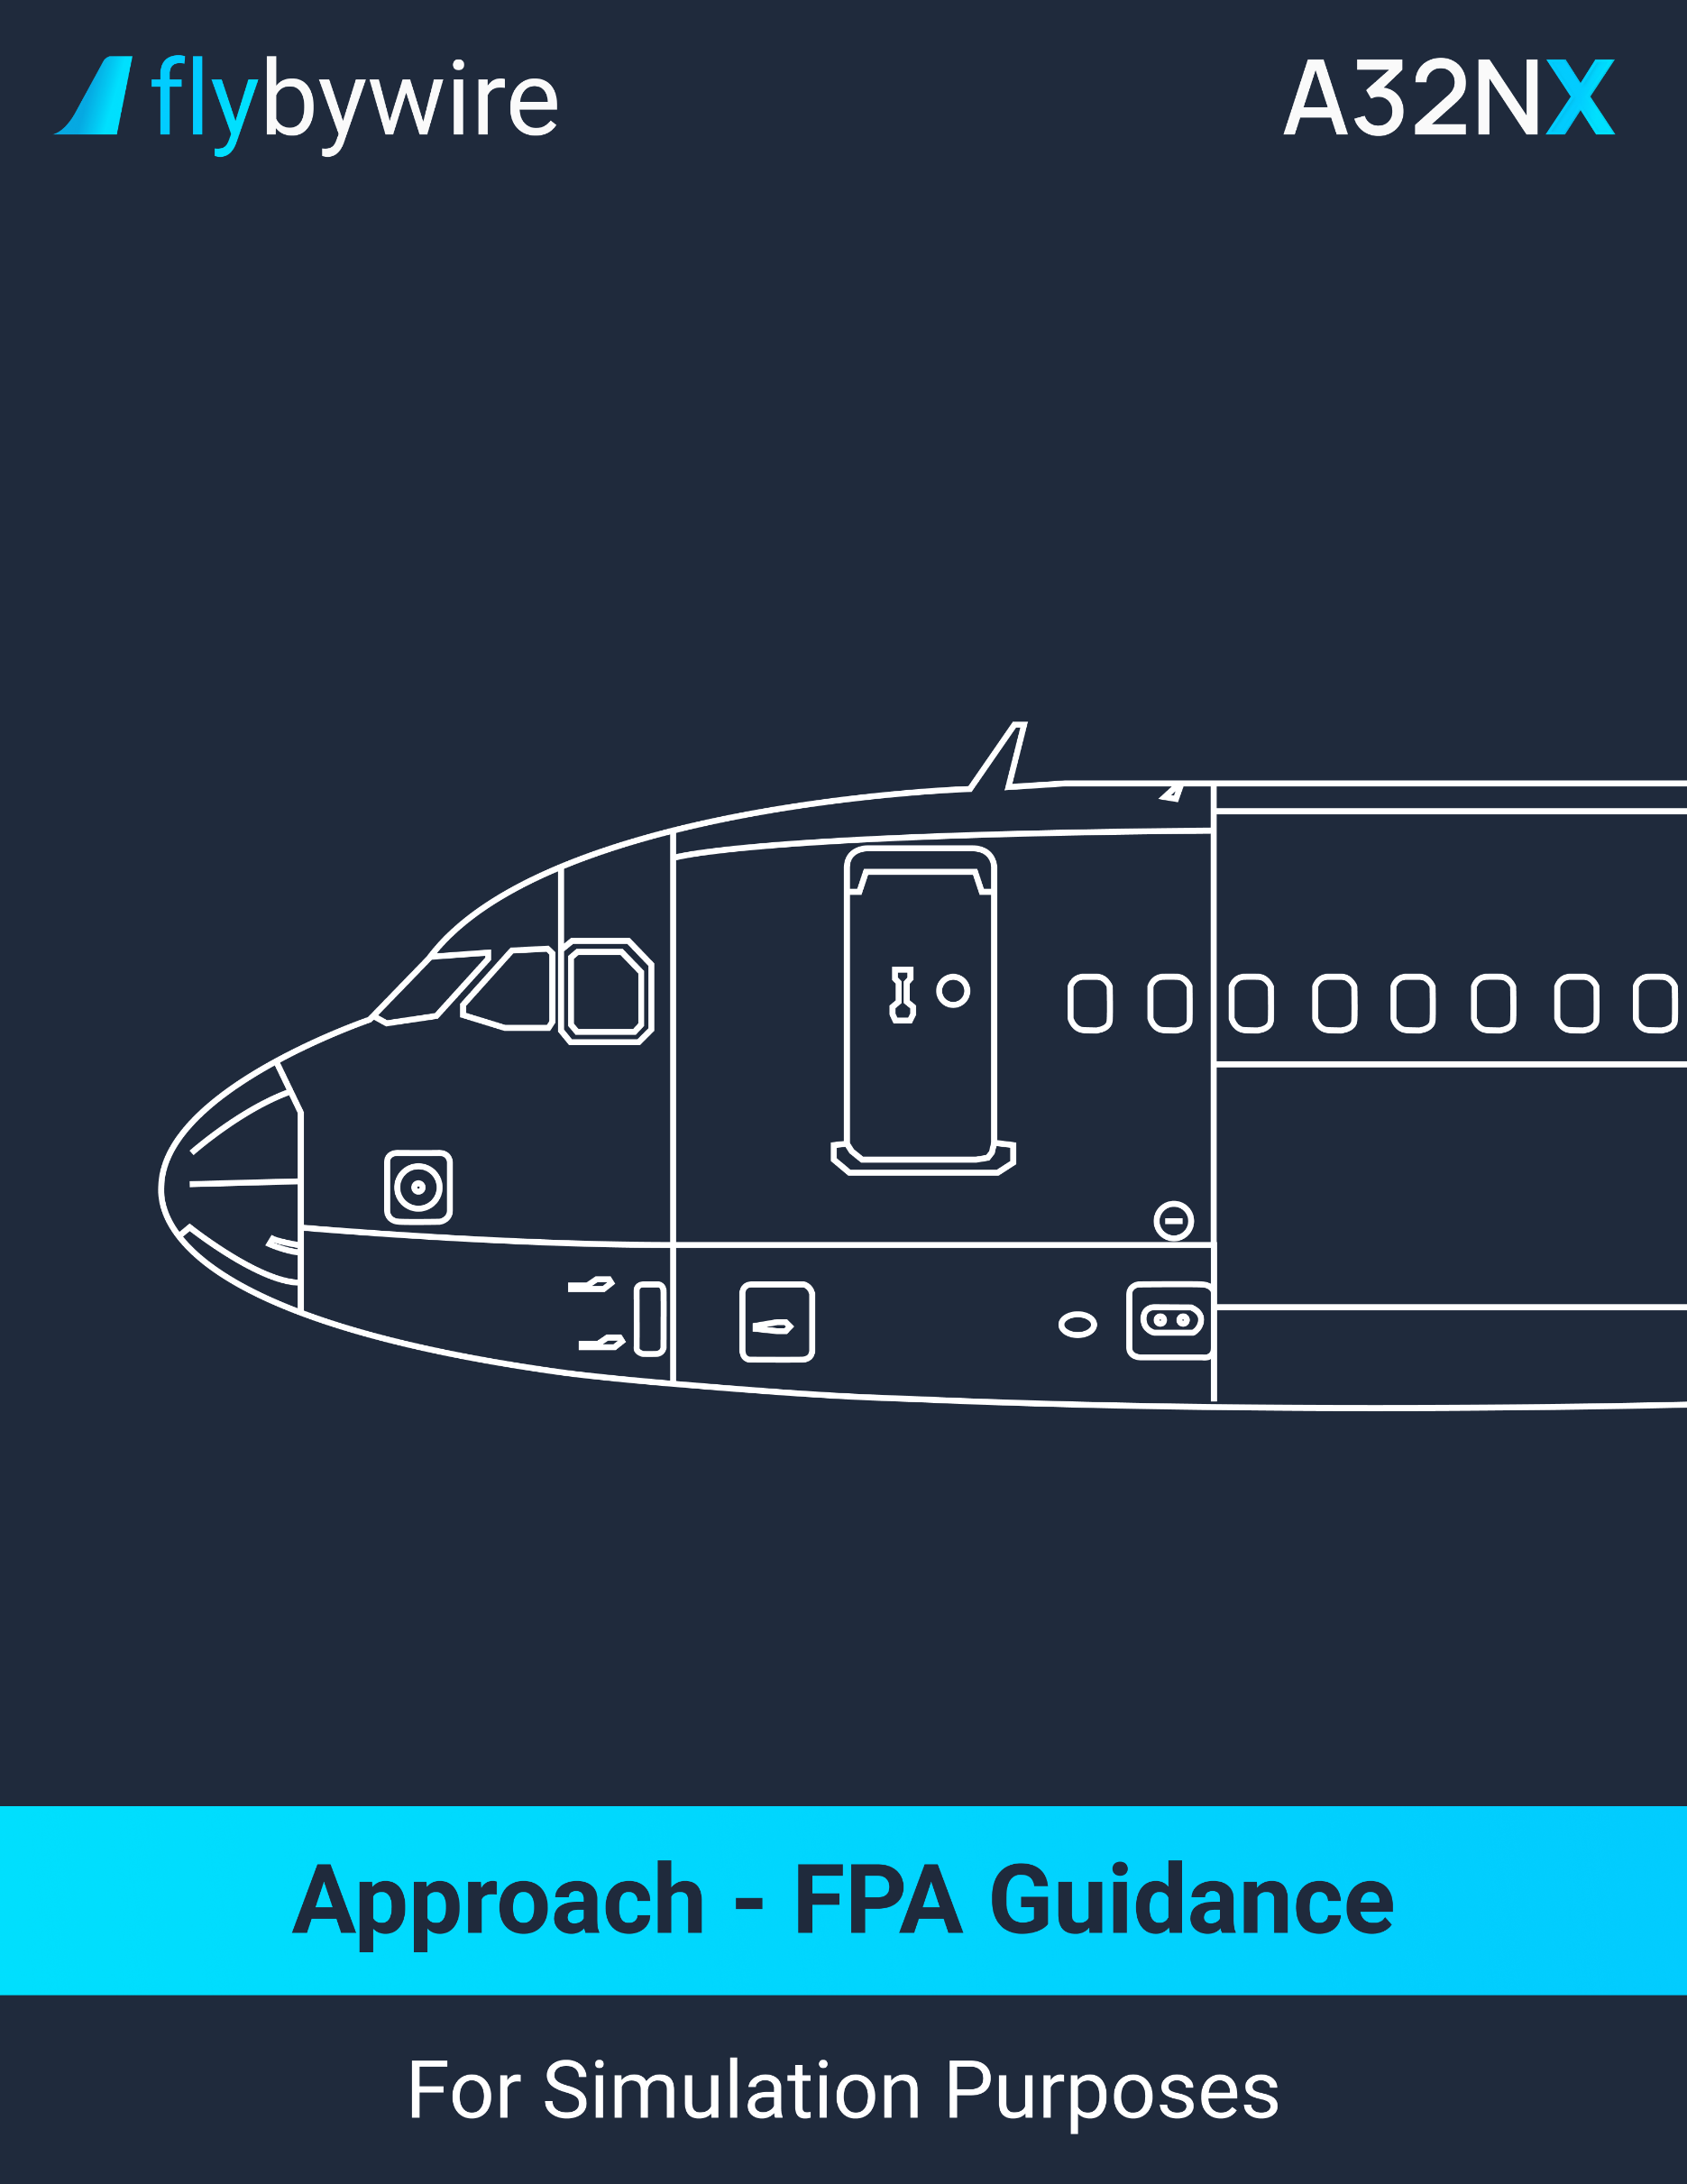 flybywire
A32NX
Approach - FPA Guidance
For Simulation Purposes